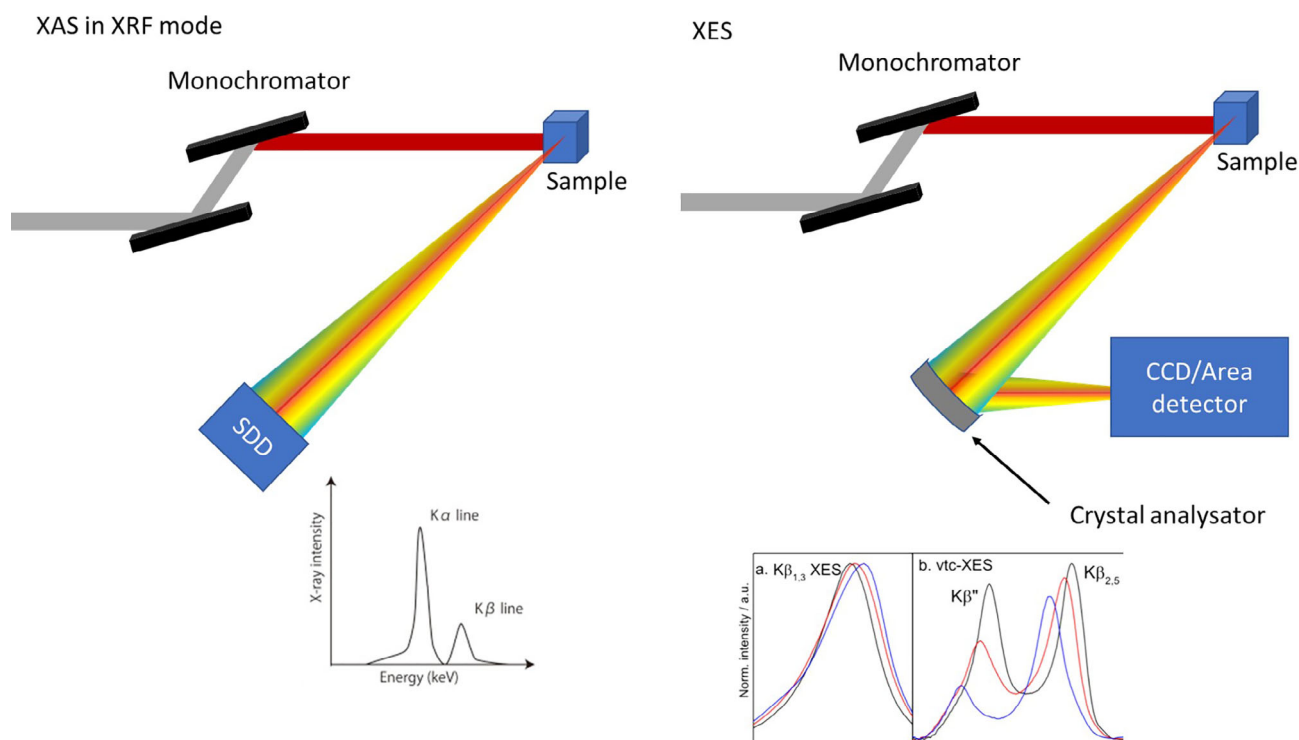 XAS in XRF mode
Monochromator
Sample
SDD
X-ray intensity
Kα line
Kβ line
Energy (keV)
XES
Monochromator
Sample
CCD/Area
detector
Crystal analysator
Norm. intensity / a.u.
a. Kβ1,3 XES
b. vtc-XES
Kβ"
Kβ2,5